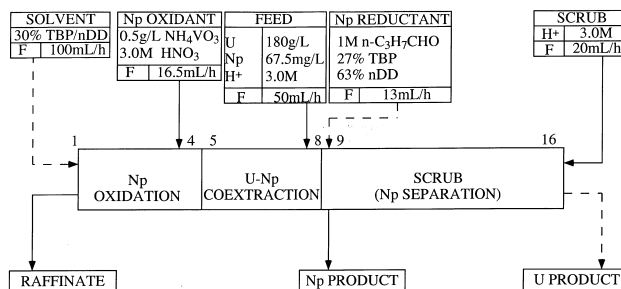 SOLVENT
30% TBP/nDD
F 100mL/h
Np OXIDANT
0.5g/L NH4VO3
3.0M HNO3
F 16.5mL/h
FEED
U 180g/L
Np 67.5mg/L
H+ 3.0M
F 50mL/h
Np REDUCTANT
1M n-C3H7CHO
27% TBP
63% nDD
F 13mL/h
SCRUB
H+ 3.0M
F 20mL/h
1 4 5 8 9 16
Np
OXIDATION
U-Np
COEXTRACTION
SCRUB
(Np SEPARATION)
RAFFINATE
Np PRODUCT
U PRODUCT